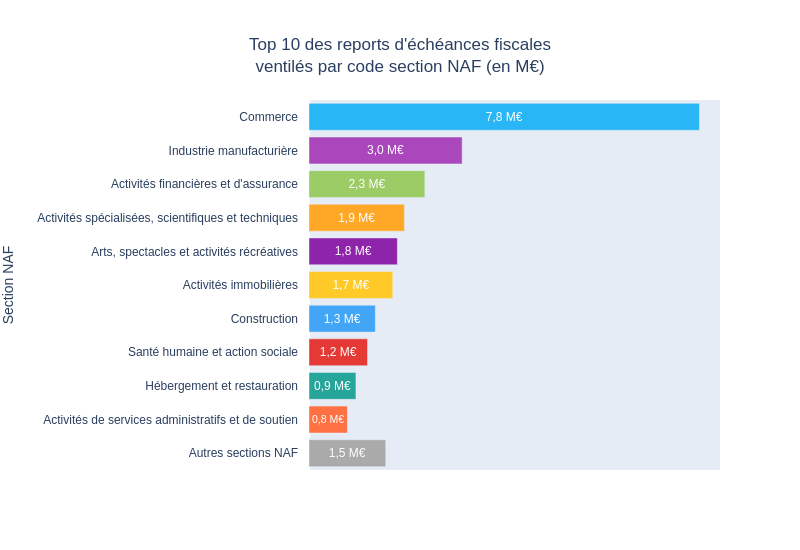 Top 10 des reports d'échéances fiscales
ventilés par code section NAF (en M€)
Section NAF
Commerce 7,8 M€
Industrie manufacturière 3,0 M€
Activités financières et d'assurance 2,3 M€
Activités spécialisées, scientifiques et techniques 1,9 M€
Arts, spectacles et activités récréatives 1,8 M€
Activités immobilières 1,7 M€
Construction 1,3 M€
Santé humaine et action sociale 1,2 M€
Hébergement et restauration 0,9 M€
Activités de services administratifs et de soutien 0,8 M€
Autres sections NAF 1,5 M€